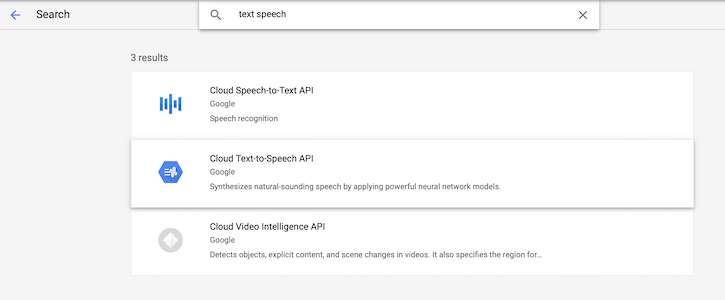 Search
text speech
3 results
Cloud Speech-to-Text API
Google
Speech recognition
Cloud Text-to-Speech API
Google
Synthesizes natural-sounding speech by applying powerful neural network models.
Cloud Video Intelligence API
Google
Detects objects, explicit content, and scene changes in videos. It also specifies the region for...